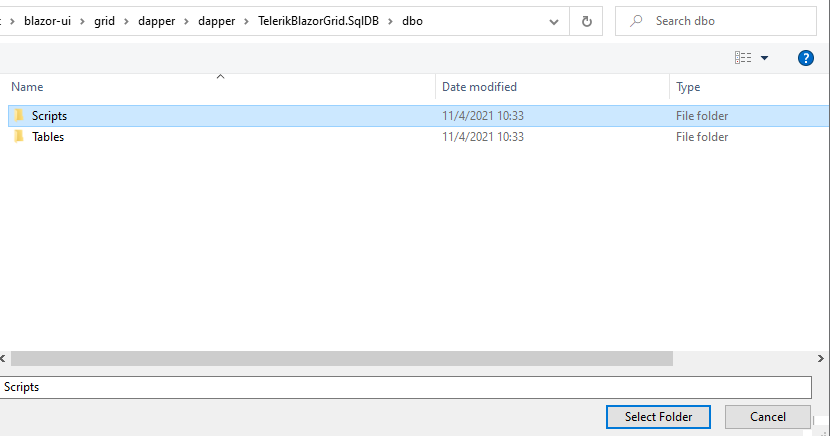 blazor-ui > grid > dapper > dapper > TelerikBlazorGrid.SqlDB > dbo
Search dbo
Name Date modified Type
Scripts 11/4/2021 10:33 File folder
Tables 11/4/2021 10:33 File folder
Scripts
Select Folder Cancel